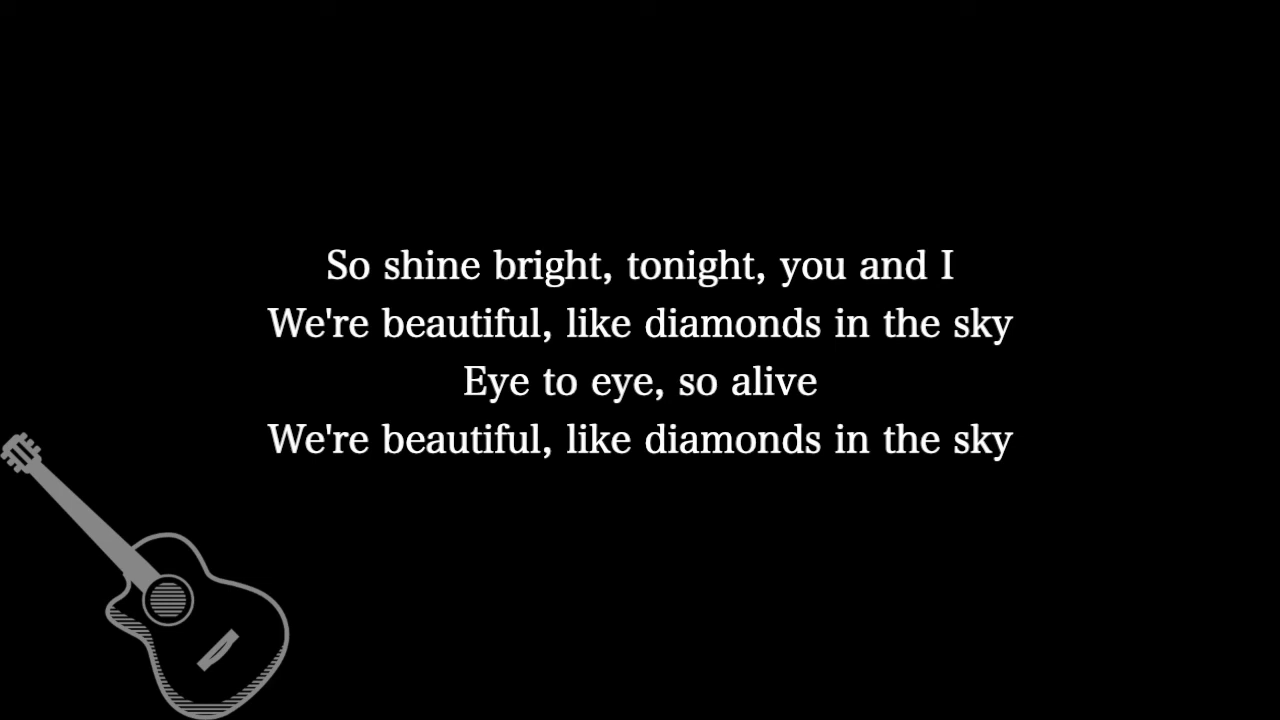 So shine bright, tonight, you and I
We're beautiful, like diamonds in the sky
Eye to eye, so alive
We're beautiful, like diamonds in the sky